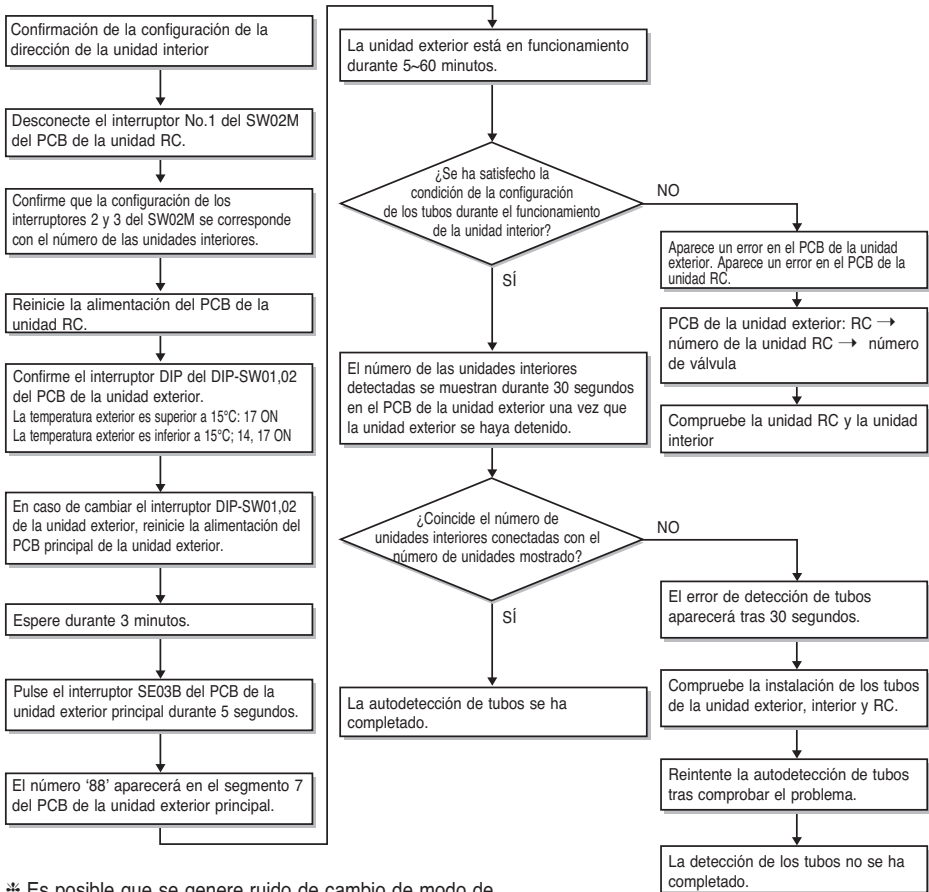 Confirmación de la configuración de la
dirección de la unidad interior
Desconecte el interruptor No.1 del SW02M
del PCB de la unidad RC.
Confirme que la configuración de los
interruptores 2 y 3 del SW02M se corresponde
con el número de las unidades interiores.
Reinicie la alimentación del PCB de la
unidad RC.
Confirme el interruptor DIP del DIP-SW01,02
del PCB de la unidad exterior.
La temperatura exterior es superior a 15°C: 17 ON
La temperatura exterior es inferior a 15°C; 14, 17 ON
En caso de cambiar el interruptor DIP-SW01,02
de la unidad exterior, reinicie la alimentación del
PCB principal de la unidad exterior.
Espere durante 3 minutos.
Pulse el interruptor SE03B del PCB de la
unidad exterior principal durante 5 segundos.
El número ‘88’ aparecerá en el segmento 7
del PCB de la unidad exterior principal.
La unidad exterior está en funcionamiento
durante 5~60 minutos.
¿Se ha satisfecho la
condición de la configuración
de los tubos durante el funcionamiento
de la unidad interior?
NO
SÍ
Aparece un error en el PCB de la unidad
exterior. Aparece un error en el PCB de la
unidad RC.
PCB de la unidad exterior: RC →
número de la unidad RC → número
de válvula
Compruebe la unidad RC y la unidad
interior
El número de las unidades interiores
detectadas se muestran durante 30 segundos
en el PCB de la unidad exterior una vez que
la unidad exterior se haya detenido.
¿Coincide el número de
unidades interiores conectadas con el
número de unidades mostrado?
NO
SÍ
La autodetección de tubos se ha
completado.
El error de detección de tubos
aparecerá tras 30 segundos.
Compruebe la instalación de los tubos
de la unidad exterior, interior y RC.
Reintente la autodetección de tubos
tras comprobar el problema.
La detección de los tubos no se ha
completado.
❈ Es posible que se genere ruido de cambio de modo de